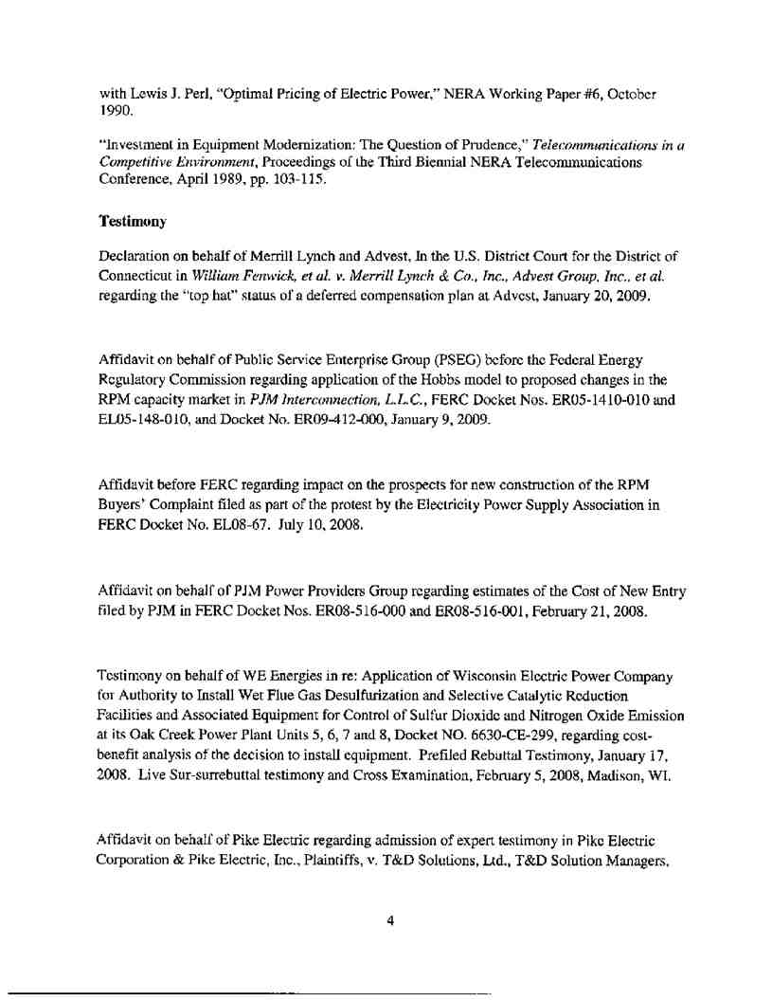 with Lewis J. Perl, “Optimal Pricing of Electric Power,” NERA Working Paper #6, October
1990.
“Investment in Equipment Modernization: The Question of Prudence,” Telecommunications in a
Competitive Environment, Proceedings of the Third Biennial NERA Telecommunications
Conference, April 1989, pp. 103-115.
Testimony
Declaration on behalf of Merrill Lynch and Advest, In the U.S. District Court for the District of
Connecticut in William Fenwick, et al. v. Merrill Lynch & Co., Inc., Advest Group, Inc., et al.
regarding the “top hat” status of a deferred compensation plan at Advest, January 20, 2009.
Affidavit on behalf of Public Service Enterprise Group (PSEG) before the Federal Energy
Regulatory Commission regarding application of the Hobbs model to proposed changes in the
RPM capacity market in PJM Interconnection, L.L.C., FERC Docket Nos. ER05-1410-010 and
EL05-148-010, and Docket No. ER09-412-000, January 9, 2009.
Affidavit before FERC regarding impact on the prospects for new construction of the RPM
Buyers’ Complaint filed as part of the protest by the Electricity Power Supply Association in
FERC Docket No. EL08-67. July 10, 2008.
Affidavit on behalf of PJM Power Providers Group regarding estimates of the Cost of New Entry
filed by PJM in FERC Docket Nos. ER08-516-000 and ER08-516-001, February 21, 2008.
Testimony on behalf of WE Energies in re: Application of Wisconsin Electric Power Company
for Authority to Install Wet Flue Gas Desulfurization and Selective Catalytic Reduction
Facilities and Associated Equipment for Control of Sulfur Dioxide and Nitrogen Oxide Emission
at its Oak Creek Power Plant Units 5, 6, 7 and 8, Docket NO. 6630-CE-299, regarding cost-
benefit analysis of the decision to install equipment. Prefiled Rebuttal Testimony, January 17,
2008. Live Sur-surrebuttal testimony and Cross Examination, February 5, 2008, Madison, WI.
Affidavit on behalf of Pike Electric regarding admission of expert testimony in Pike Electric
Corporation & Pike Electric, Inc., Plaintiffs, v. T&D Solutions, Ltd., T&D Solution Managers,
4